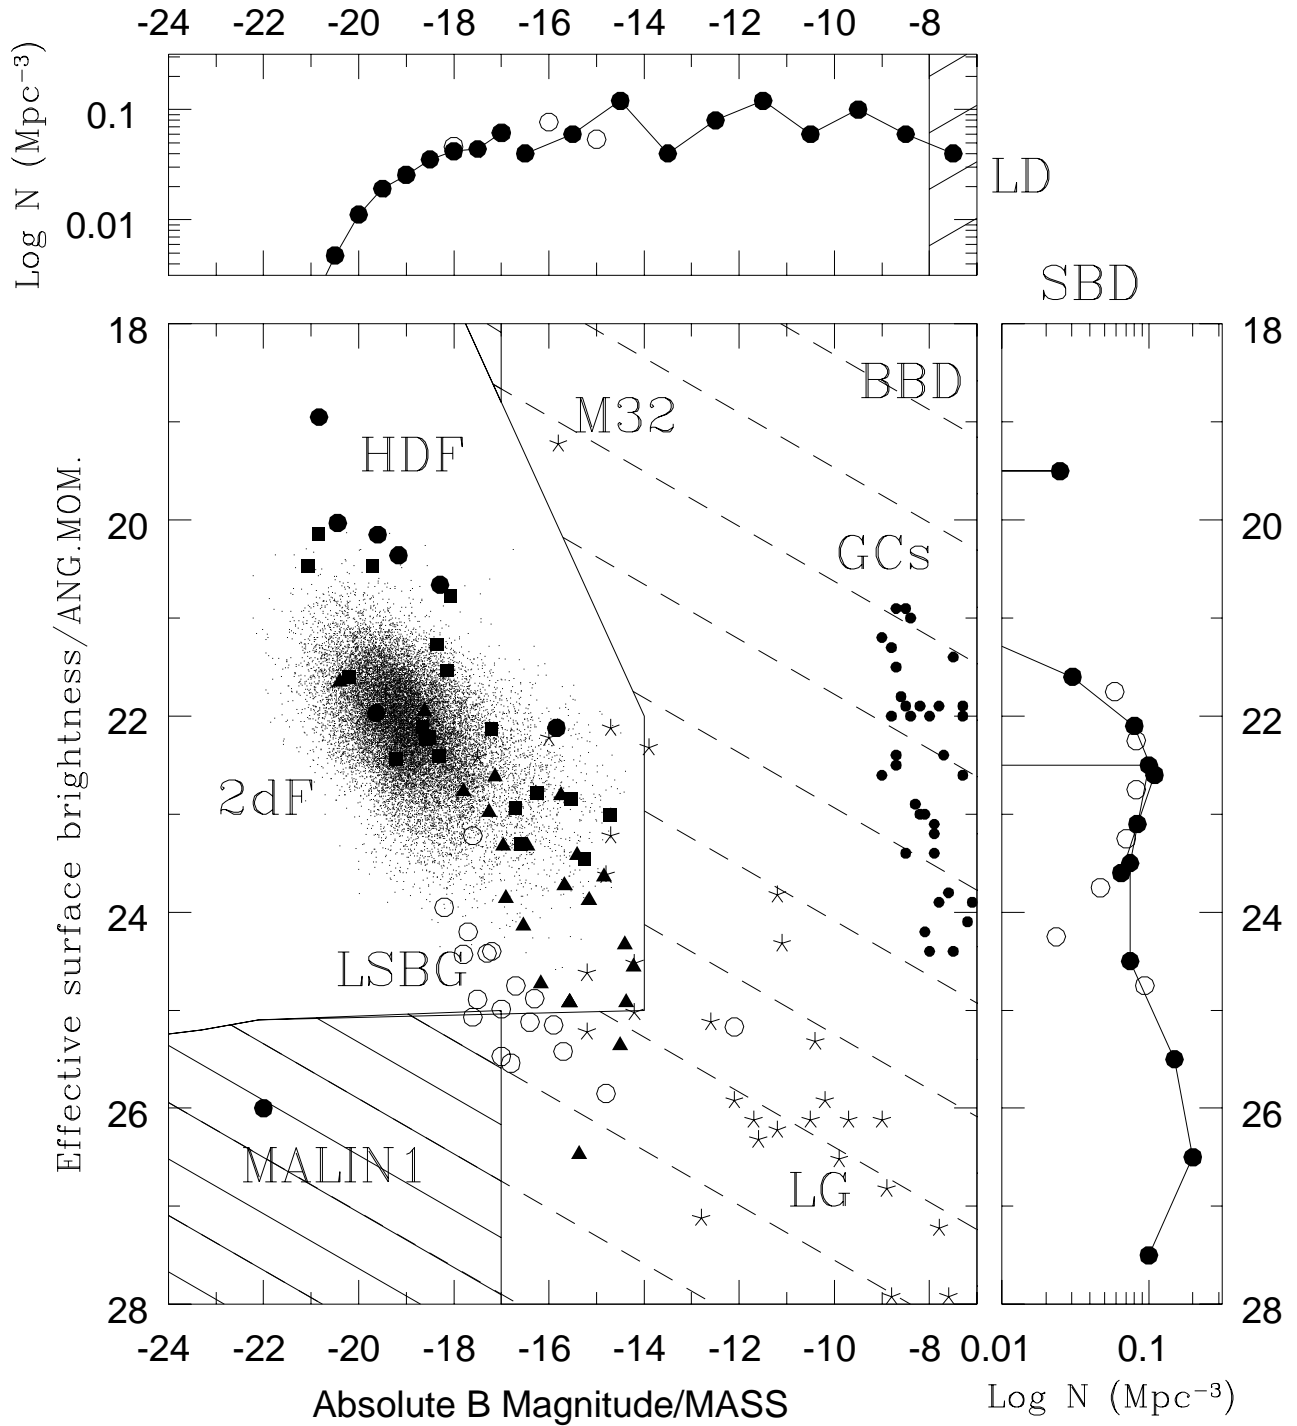 -24 -22 -20 -18 -16 -14 -12 -10 -8
Log N (Mpc⁻³)
0.1
0.01
LD
SBD
18
20
22
24
26
28
Effective surface brightness/ANG.MOM.
BBD
M32
HDF
GCs
2dF
LSBG
MALIN1
LG
18
20
22
24
26
28
-24 -22 -20 -18 -16 -14 -12 -10 -8
0.01 0.1
Absolute B Magnitude/MASS
Log N (Mpc⁻³)